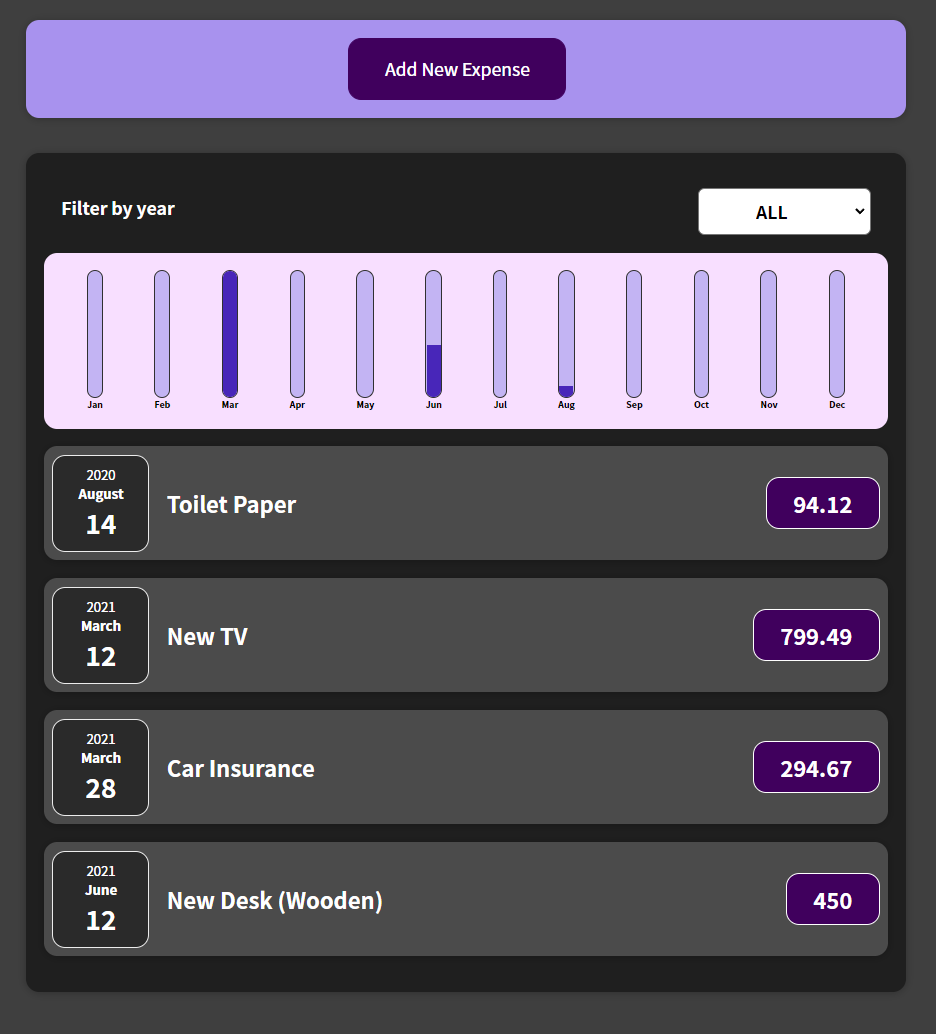 Add New Expense
Filter by year
ALL
Jan Feb Mar Apr May Jun Jul Aug Sep Oct Nov Dec
2020
August
14
Toilet Paper
94.12
2021
March
12
New TV
799.49
2021
March
28
Car Insurance
294.67
2021
June
12
New Desk (Wooden)
450